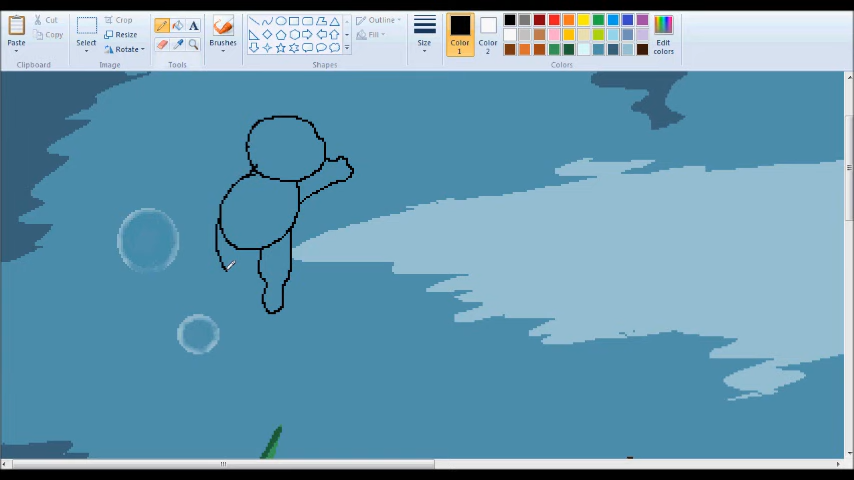 Paste
Cut
Copy
Clipboard
Select
Crop
Resize
Rotate
Image
A
Tools
Brushes
Outline
Fill
Shapes
Size
Color
1
Color
2
Edit
colors
Colors